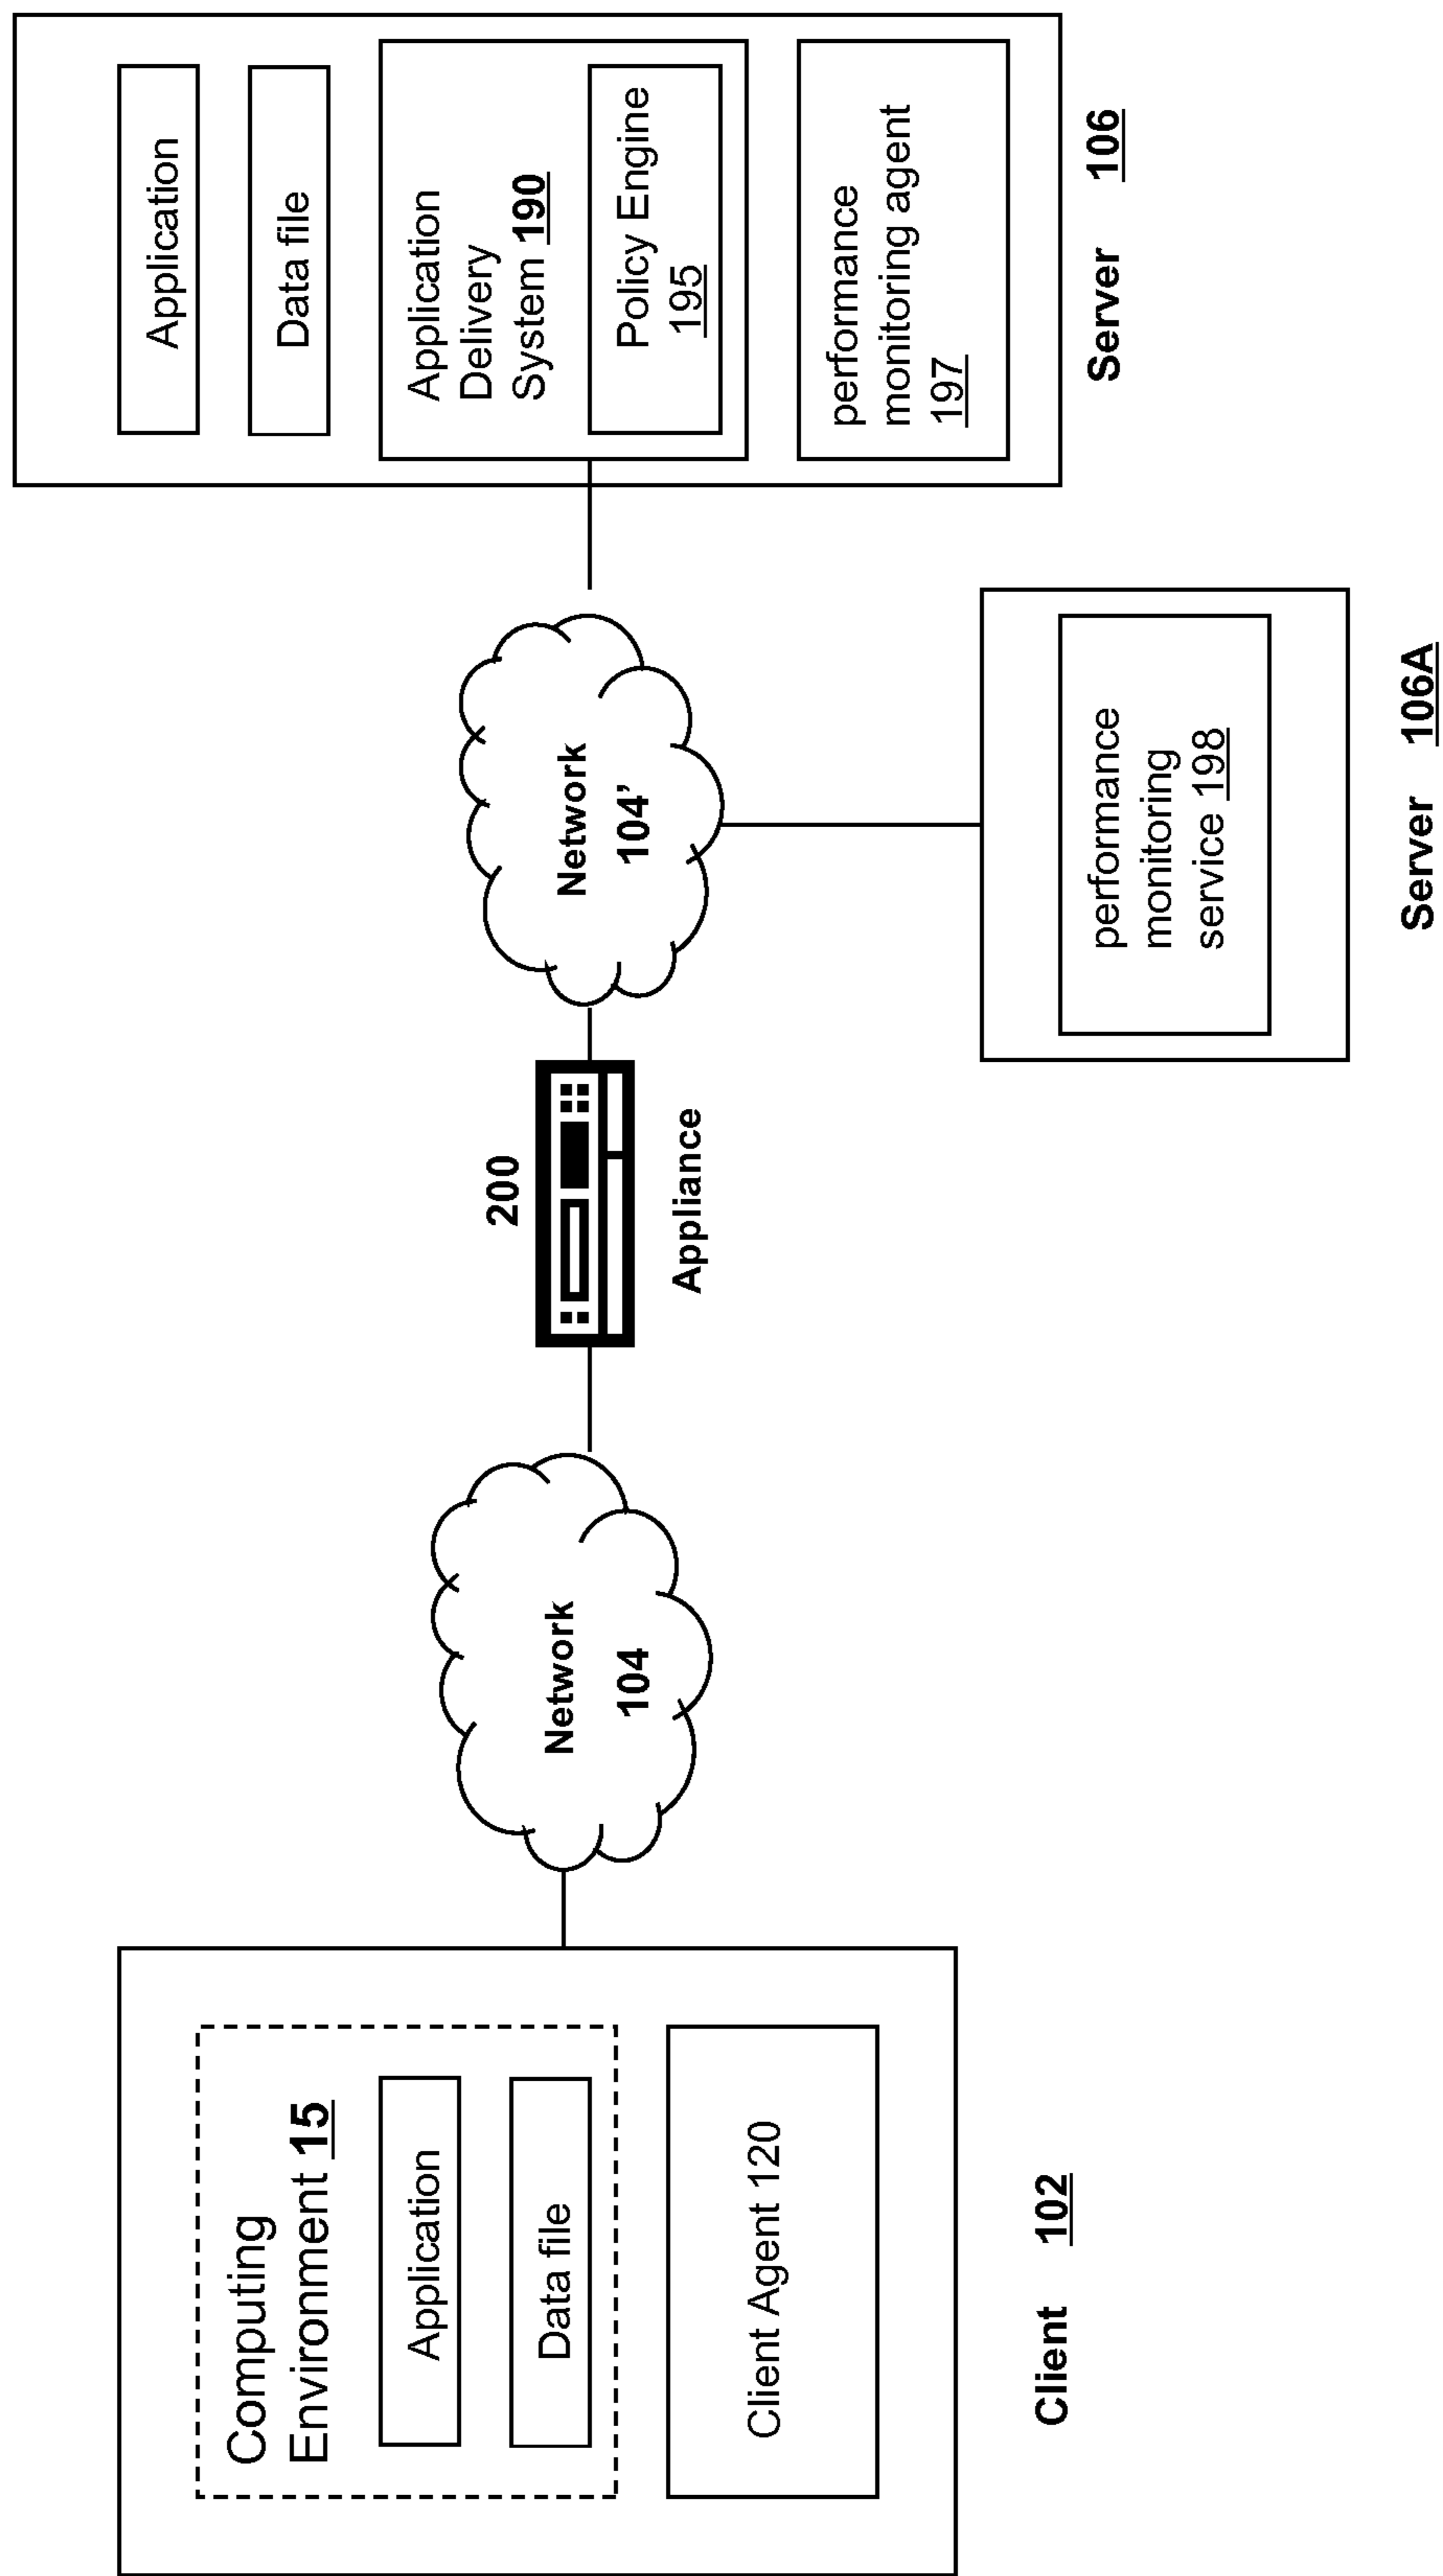 Computing
Environment 15
Application
Data file
Client Agent 120
Client 102
Network
104
200
Appliance
Network
104’
performance
monitoring
service 198
Server 106A
Application
Data file
Application
Delivery
System 190
Policy Engine
195
performance
monitoring agent
197
Server 106